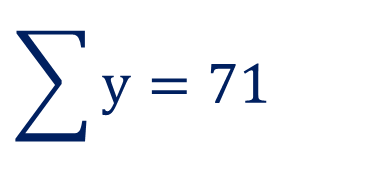 ∑ y = 71